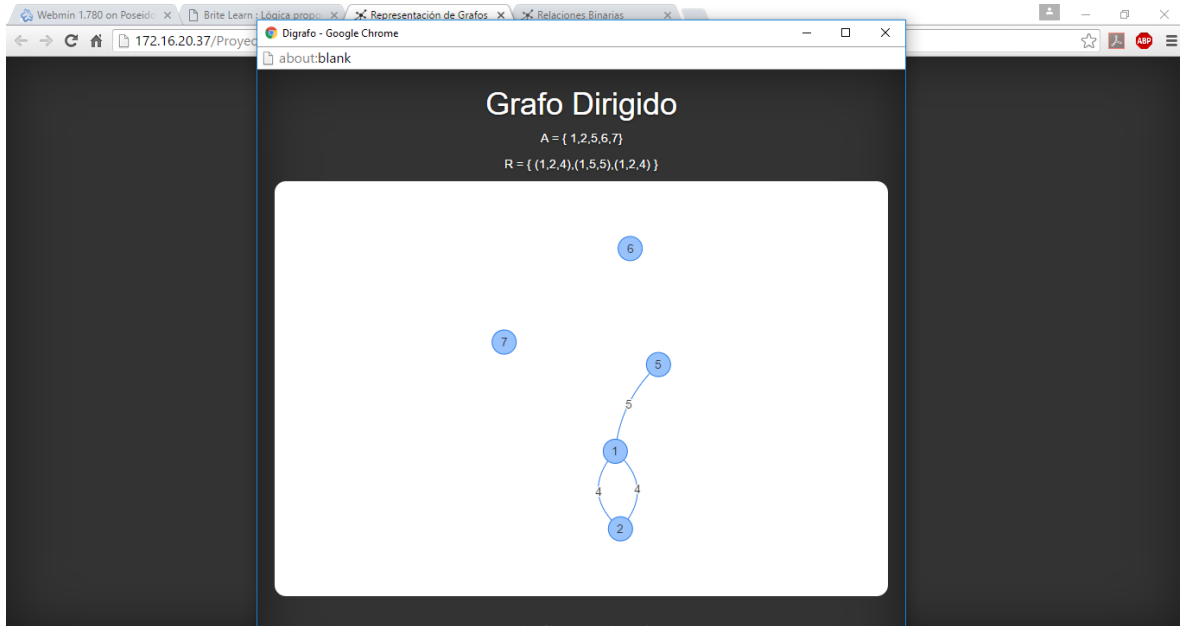 Webmin 1.780 on Poseido
Brite Learn : Lógica propo
Representación de Grafos
Relaciones Binarias
172.16.20.37/Proyec
Digrafo - Google Chrome
about:blank
ABP
Grafo Dirigido
A = { 1,2,5,6,7}
R = { (1,2,4),(1,5,5),(1,2,4) }
6
7
5
5
1
4
4
2